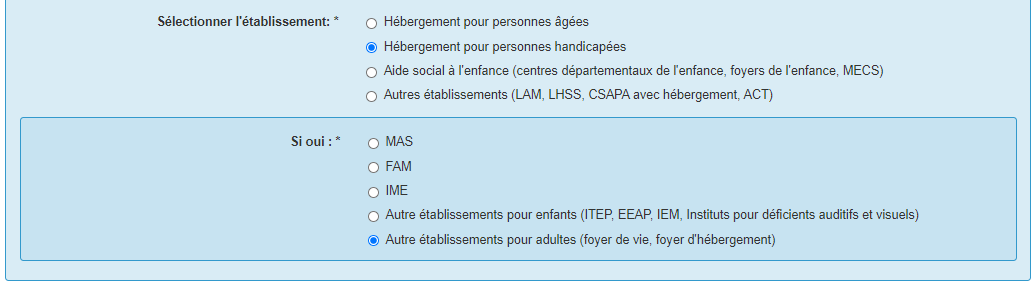 Sélectionner l'établissement: * Hébergement pour personnes âgées
Hébergement pour personnes handicapées
Aide social à l'enfance (centres départementaux de l'enfance, foyers de l'enfance, MECS)
Autres établissements (LAM, LHSS, CSAPA avec hébergement, ACT)
Si oui : * MAS
FAM
IME
Autre établissements pour enfants (ITEP, EEAP, IEM, Instituts pour déficients auditifs et visuels)
Autre établissements pour adultes (foyer de vie, foyer d'hébergement)